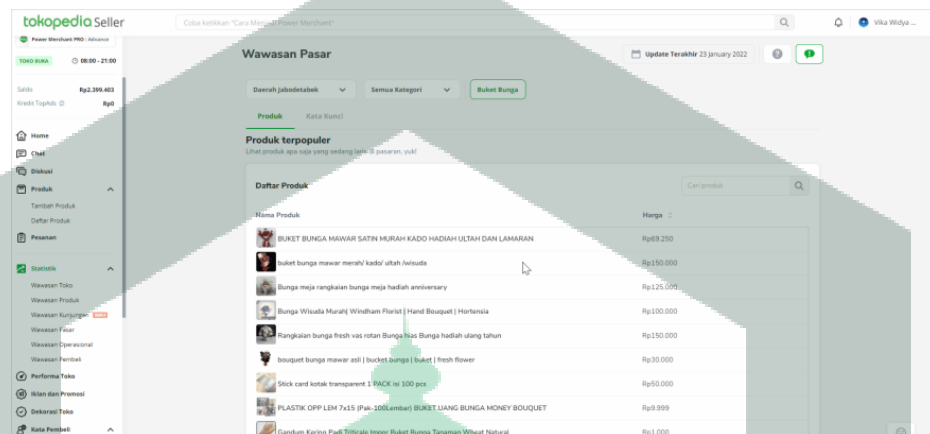 tokopedia Seller
Coba ketikkan "Cara Menjadi Power Merchant"
Vika Widya ...
Power Merchant PRO : Advance
TOKO BUKA 08:00 - 21:00
Saldo Rp2.399.403
Kredit TopAds Rp0
Home
Chat
Diskusi
Produk
Tambah Produk
Daftar Produk
Pesanan
Statistik
Wawasan Toko
Wawasan Produk
Wawasan Kunjungan
Wawasan Pasar
Wawasan Operasional
Wawasan Pembeli
Performa Toko
Iklan dan Promosi
Dekorasi Toko
Kata Pembeli
Wawasan Pasar
Update Terakhir 23 January 2022
Daerah Jabodetabek Semua Kategori Buket Bunga
Produk Kata Kunci
Produk terpopuler
Lihat produk apa saja yang sedang laris di pasaran, yuk!
Daftar Produk
Cari produk
Nama Produk Harga
BUKET BUNGA MAWAR SATIN MURAH KADO HADIAH ULTAH DAN LAMARAN Rp69.250
buket bunga mawar merah/ kado/ ultah /wisuda Rp150.000
Bunga meja rangkaian bunga meja hadiah anniversary Rp125.000
Bunga Wisuda Murah| Windham Florist | Hand Bouquet | Hortensia Rp100.000
Rangkaian bunga fresh vas rotan Bunga hias Bunga hadiah ulang tahun Rp150.000
bouquet bunga mawar asli | bucket bunga | buket | fresh flower Rp30.000
Stick card kotak transparent 1 PACK isi 100 pcs Rp50.000
PLASTIK OPP LEM 7x15 (Pak-100Lembar) BUKET UANG BUNGA MONEY BOUQUET Rp9.999
Gandum Kering Padi Triticale Impor Buket Bunga Tanaman Wheat Natural Rp1.000